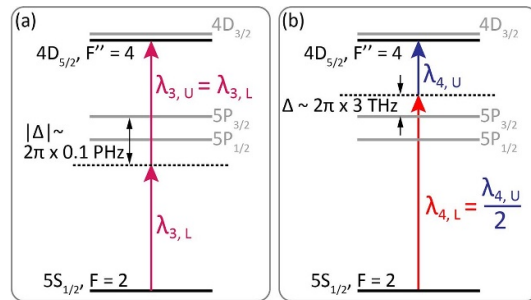 (a)
4D3/2
4D5/2, F’’ = 4
λ3, U = λ3, L
5P3/2
|Δ|~
2π x 0.1 PHz
5P1/2
λ3, L
5S1/2, F = 2
(b)
4D3/2
4D5/2, F’’ = 4
λ4, U
Δ ~ 2π x 3 THz
5P3/2
5P1/2
λ4, L = λ4, U
2
5S1/2, F = 2